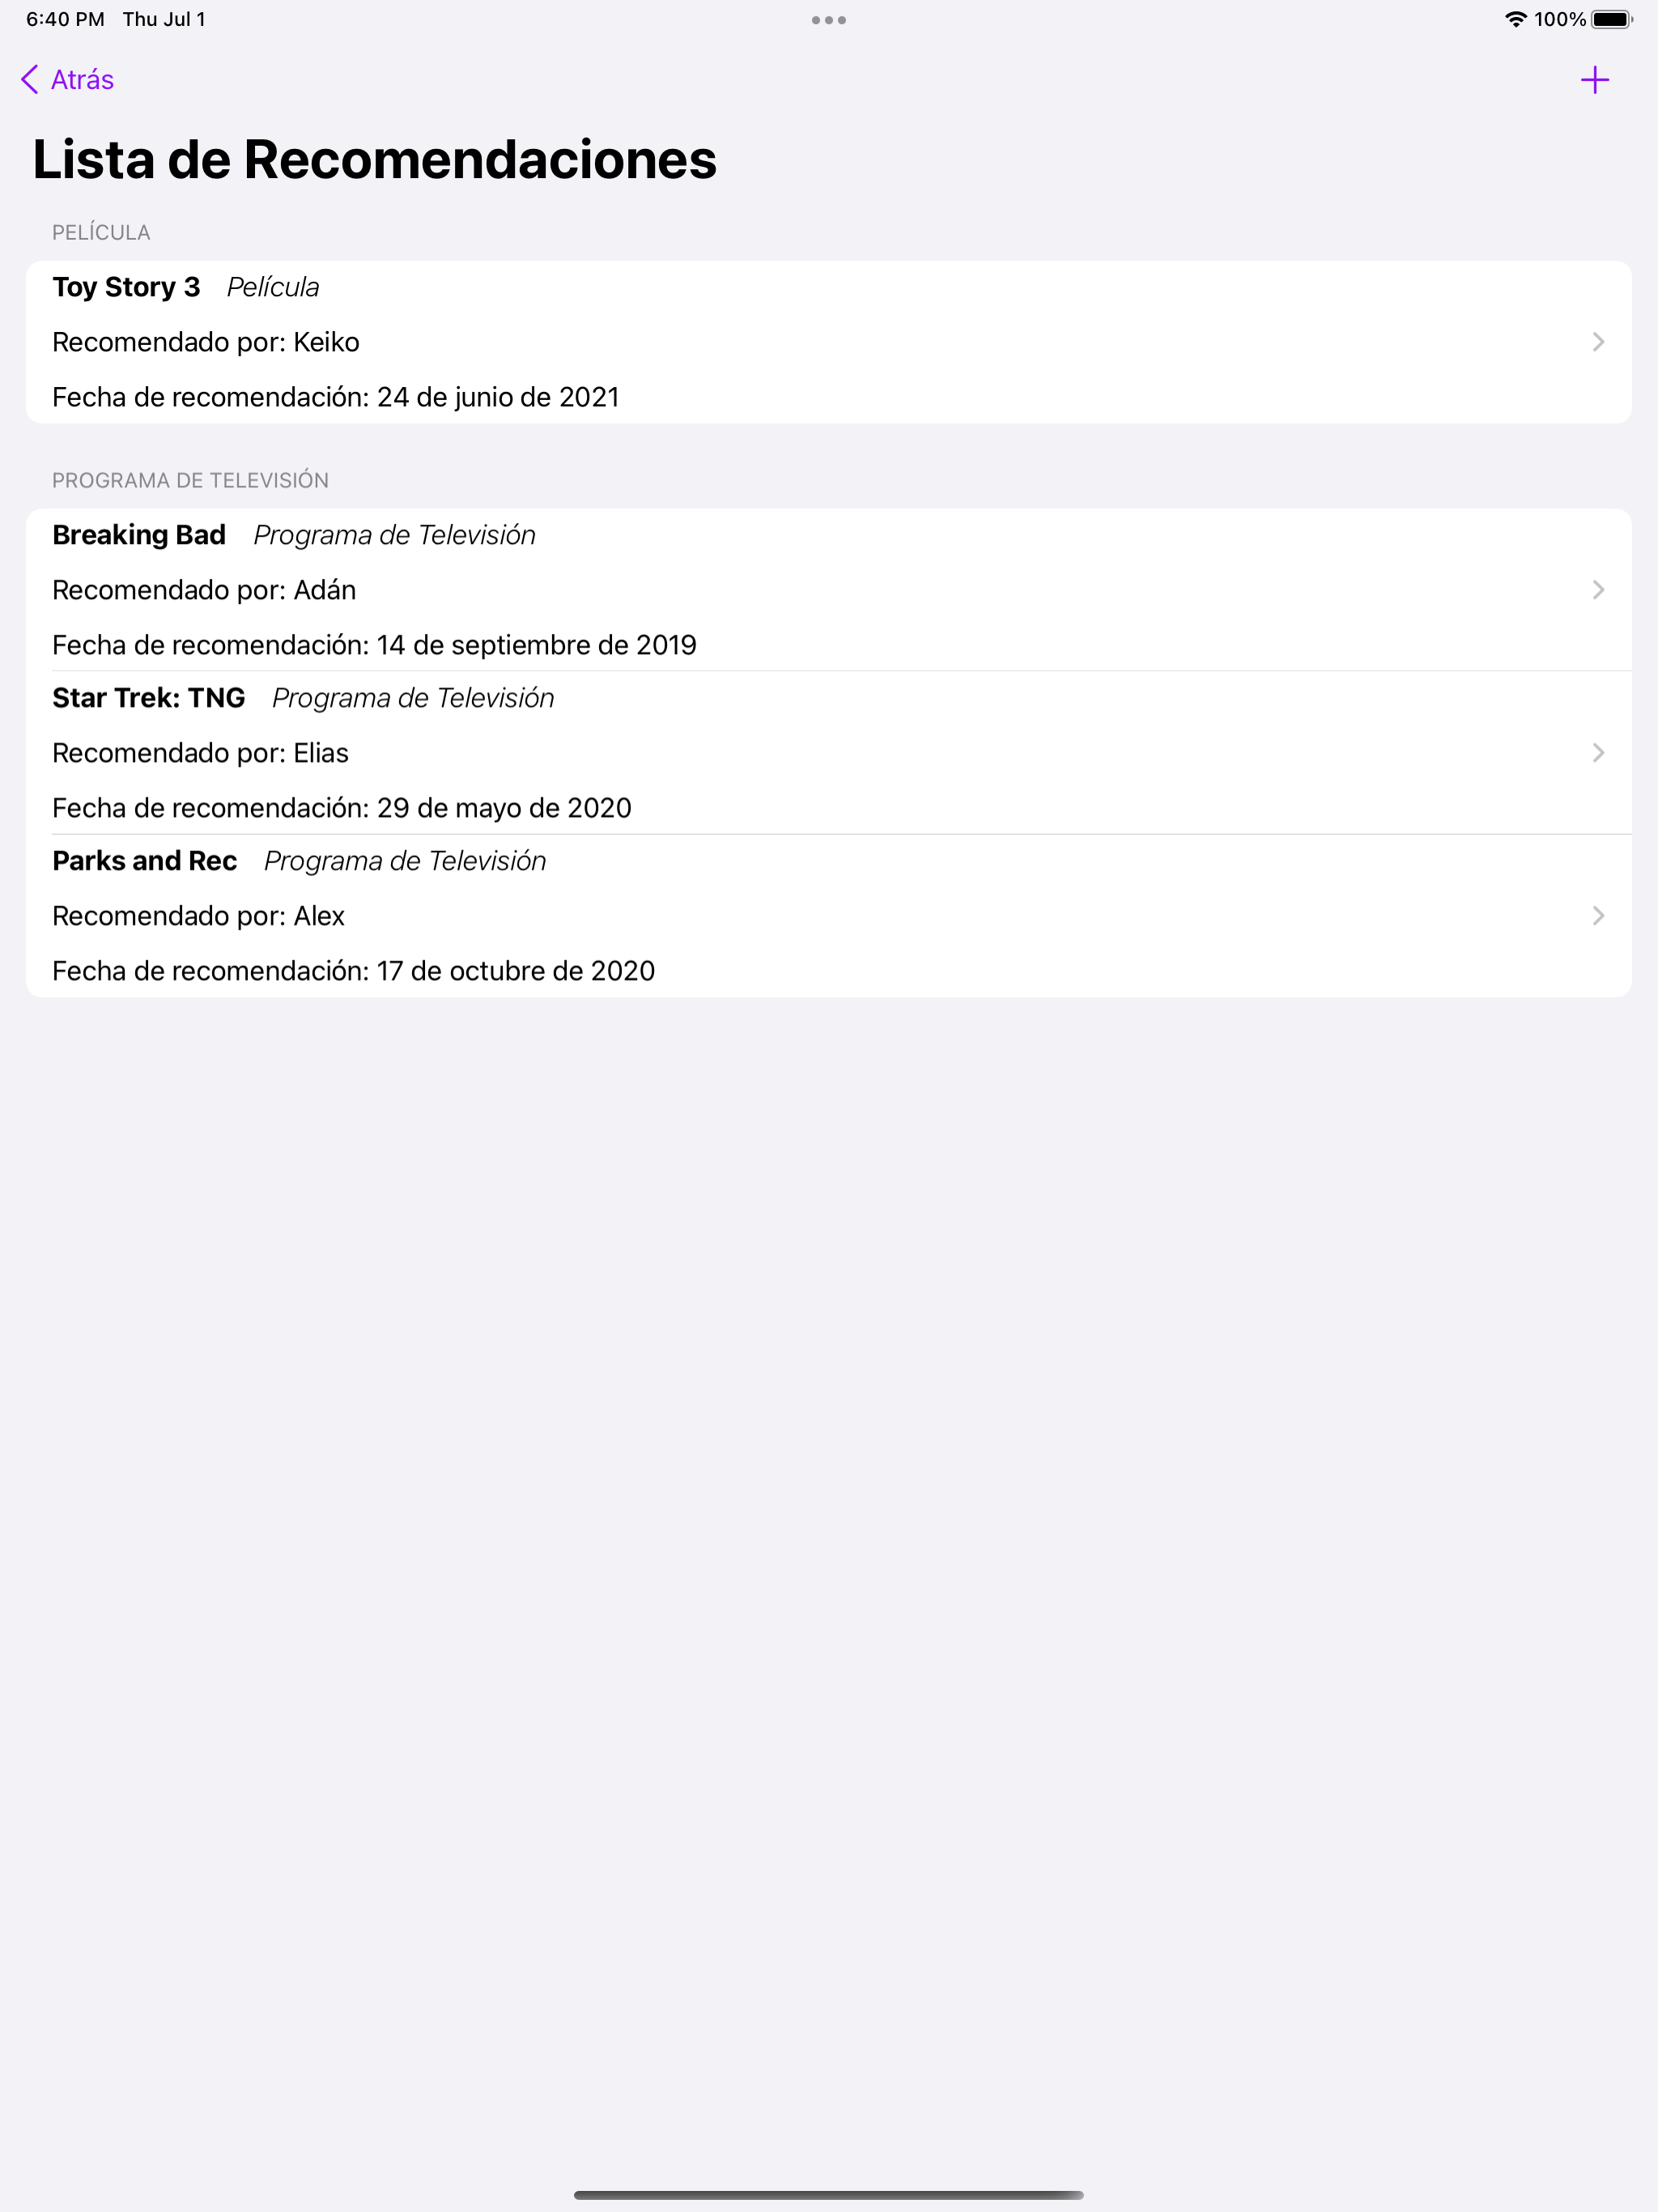 6:40 PM Thu Jul 1
100%
Atrás
Lista de Recomendaciones
PELÍCULA
Toy Story 3 Película
Recomendado por: Keiko
Fecha de recomendación: 24 de junio de 2021
PROGRAMA DE TELEVISIÓN
Breaking Bad Programa de Televisión
Recomendado por: Adán
Fecha de recomendación: 14 de septiembre de 2019
Star Trek: TNG Programa de Televisión
Recomendado por: Elias
Fecha de recomendación: 29 de mayo de 2020
Parks and Rec Programa de Televisión
Recomendado por: Alex
Fecha de recomendación: 17 de octubre de 2020